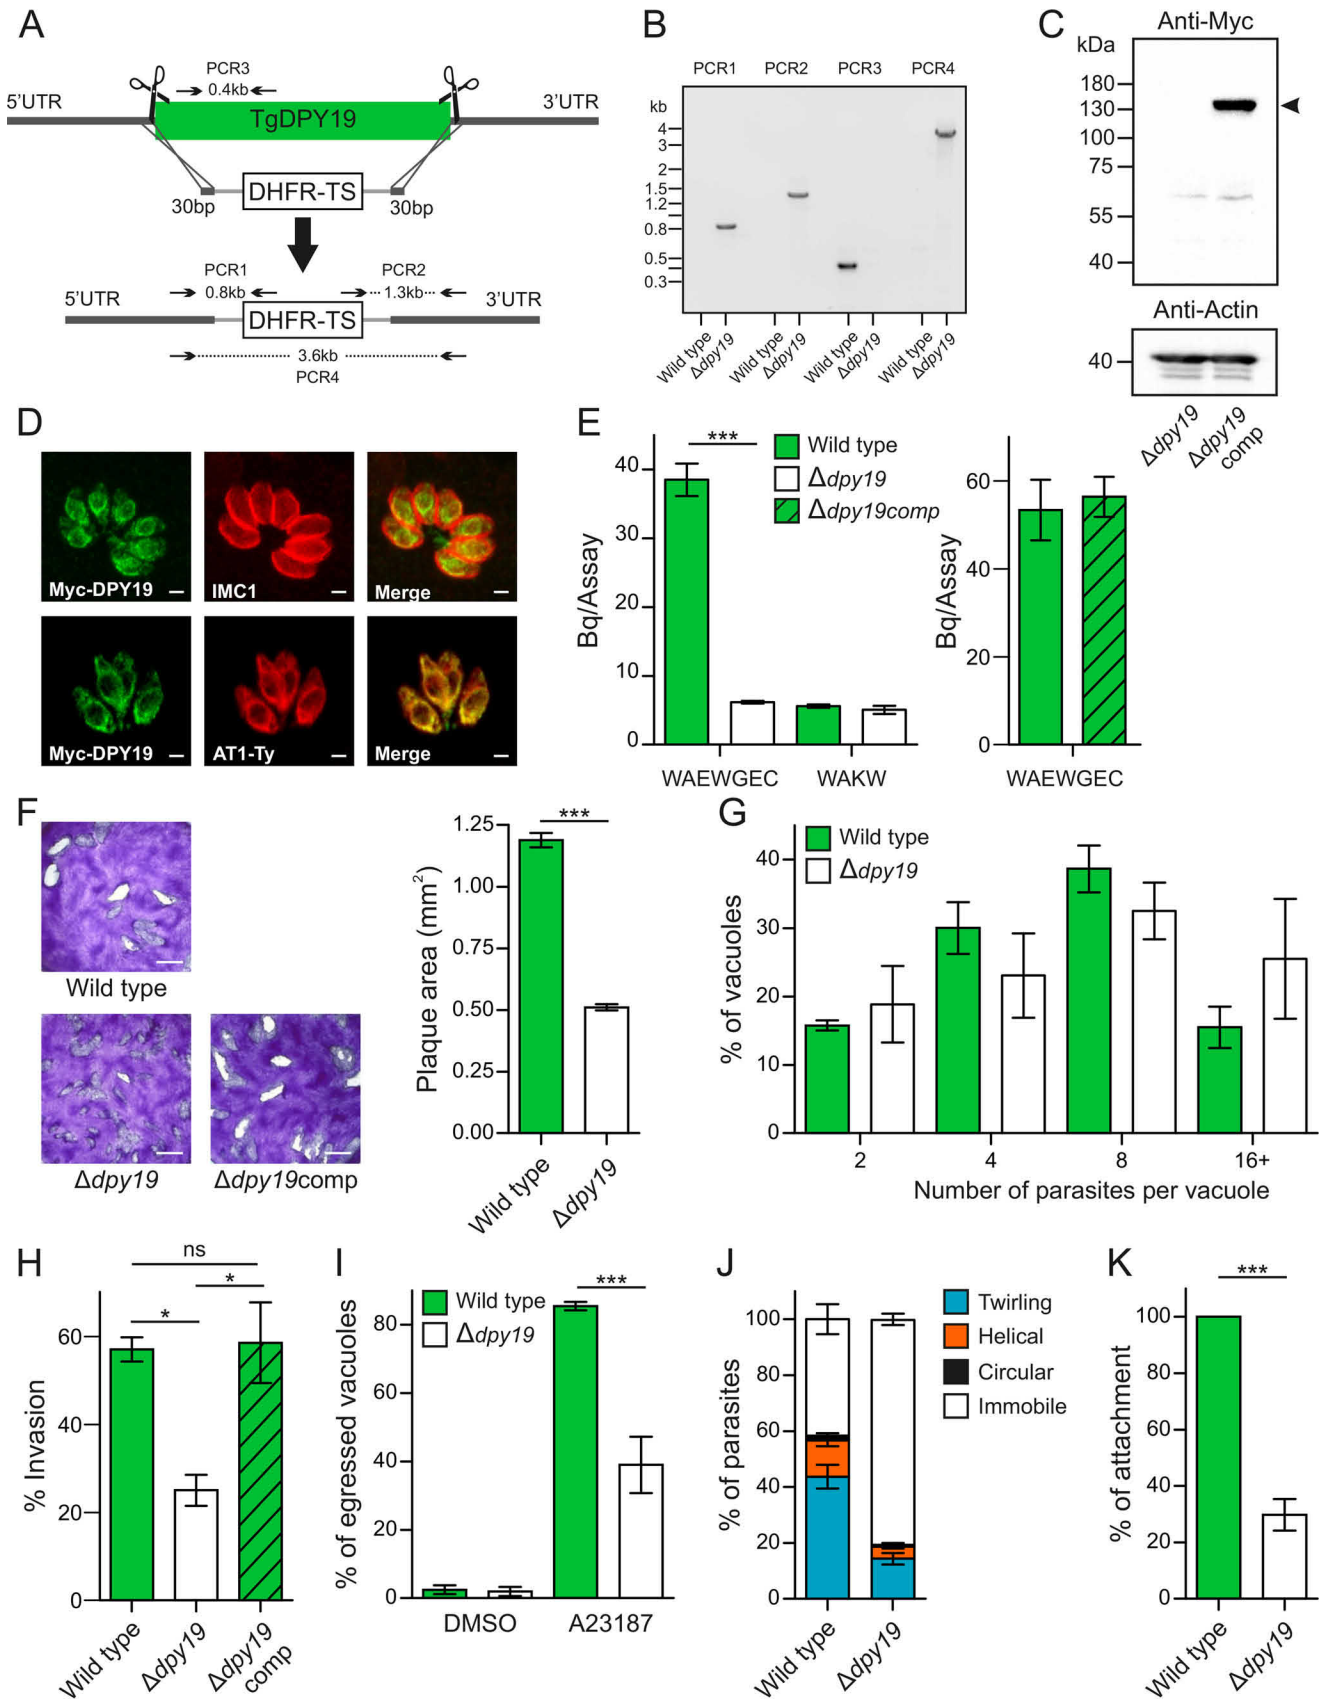 A
PCR3
0.4kb
5'UTR
3'UTR
TgDPY19
DHFR-TS
30bp
30bp
PCR1
PCR2
0.8kb
1.3kb
5'UTR
3'UTR
DHFR-TS
3.6kb
PCR4
B
PCR1 PCR2 PCR3 PCR4
kb
4
3
2
1.5
1.2
0.8
0.5
0.3
Wild type
Δdpy19
Wild type
Δdpy19
Wild type
Δdpy19
Wild type
Δdpy19
C
Anti-Myc
kDa
180
130
100
75
55
40
Anti-Actin
40
Δdpy19
Δdpy19
comp
D
Myc-DPY19
IMC1
Merge
Myc-DPY19
AT1-Ty
Merge
E
***
Wild type
Δdpy19
Δdpy19comp
Bq/Assay
40
30
20
10
0
WAEWGEC
WAKW
Bq/Assay
60
40
20
0
WAEWGEC
F
Wild type
Δdpy19
Δdpy19comp
***
Plaque area (mm²)
1.25
1.00
0.75
0.50
0.25
0.00
Wild type
Δdpy19
G
Wild type
Δdpy19
% of vacuoles
40
30
20
10
0
2
4
8
16+
Number of parasites per vacuole
H
ns
*
*
% Invasion
60
40
20
0
Wild type
Δdpy19
Δdpy19
comp
I
Wild type
Δdpy19
***
% of egressed vacuoles
80
60
40
20
0
DMSO
A23187
J
Twirling
Helical
Circular
Immobile
% of parasites
100
80
60
40
20
0
Wild type
Δdpy19
K
***
% of attachment
100
80
60
40
20
0
Wild type
Δdpy19